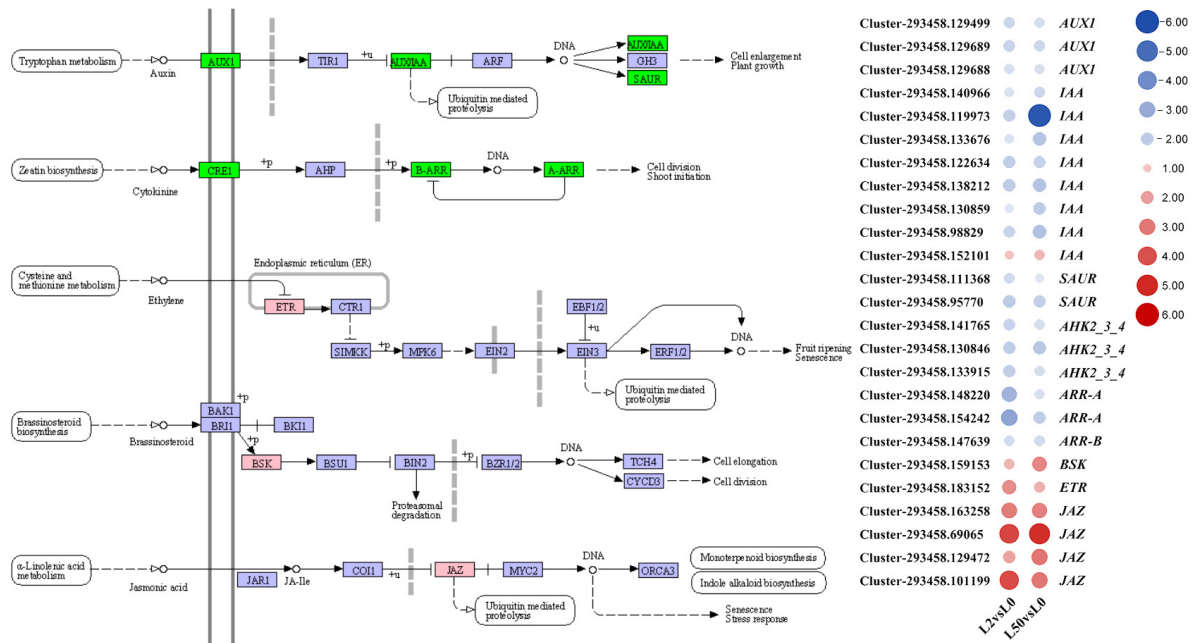 Tryptophan metabolism
Auxin
AUX1
TIR1
+u
AUX/IAA
ARF
DNA
AUX/IAA
GH3
SAUR
Cell enlargement
Plant growth
Ubiquitin mediated
proteolysis
Zeatin biosynthesis
Cytokinine
CRE1
+p
AHP
+p
B-ARR
DNA
A-ARR
Cell division
Shoot initiation
Cysteine and
methionine metabolism
Ethylene
Endoplasmic reticulum (ER)
ETR
CTR1
SIMKK
+p
MPK6
EIN2
EBF1/2
+u
EIN3
ERF1/2
DNA
Fruit ripening
Senescence
Ubiquitin mediated
proteolysis
Brassinosteroid
biosynthesis
Brassinosteroid
BAK1
+p
BRI1
BKI1
+p
BSK
BSU1
BIN2
+p
BZR1/2
DNA
TCH4
Cell elongation
CYCD3
Cell division
Proteasomal
degradation
α-Linolenic acid
metabolism
Jasmonic acid
JAR1
JA-Ile
COI1
+u
JAZ
MYC2
DNA
ORCA3
Monoterpenoid biosynthesis
Indole alkaloid biosynthesis
Ubiquitin mediated
proteolysis
Senescence
Stress response
Cluster-293458.129499 AUX1
Cluster-293458.129689 AUX1
Cluster-293458.129688 AUX1
Cluster-293458.140966 IAA
Cluster-293458.119973 IAA
Cluster-293458.133676 IAA
Cluster-293458.122634 IAA
Cluster-293458.138212 IAA
Cluster-293458.130859 IAA
Cluster-293458.98829 IAA
Cluster-293458.152101 IAA
Cluster-293458.111368 SAUR
Cluster-293458.95770 SAUR
Cluster-293458.141765 AHK2_3_4
Cluster-293458.130846 AHK2_3_4
Cluster-293458.133915 AHK2_3_4
Cluster-293458.148220 ARR-A
Cluster-293458.154242 ARR-A
Cluster-293458.147639 ARR-B
Cluster-293458.159153 BSK
Cluster-293458.183152 ETR
Cluster-293458.163258 JAZ
Cluster-293458.69065 JAZ
Cluster-293458.129472 JAZ
Cluster-293458.101199 JAZ
L2vsL0
L50vsL0
-6.00
-5.00
-4.00
-3.00
-2.00
1.00
2.00
3.00
4.00
5.00
6.00